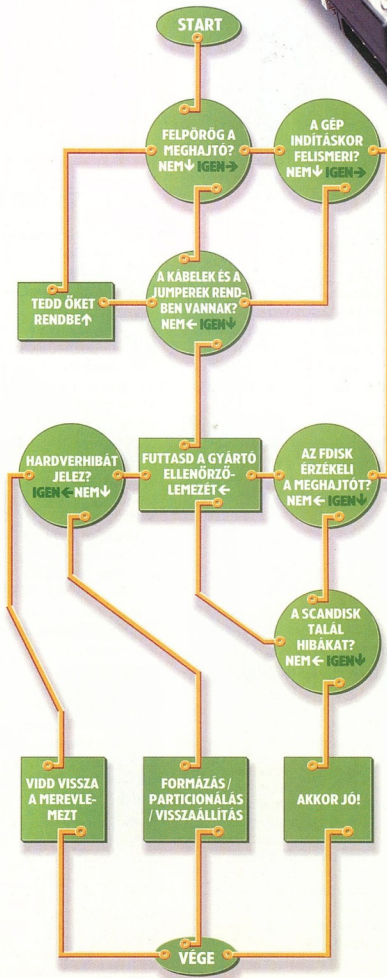 START
FELPÖRÖG A
MEGHAJTÓ?
NEM↓ IGEN→
A GÉP
INDÍTÁSKOR
FELISMERI?
NEM↓ IGEN→
TEDD ŐKET
RENDBE↑
A KÁBELEK ÉS A
JUMPEREK REND-
BEN VANNAK?
NEM← IGEN↓
HARDVERHIBÁT
JELEZ?
IGEN←NEM↓
FUTTASD A GYÁRTÓ
ELLENŐRZŐ-
LEMEZÉT←
AZ FDISK
ÉRZÉKELI
A MEGHAJTÓT?
NEM← IGEN↓
A SCANDISK
TALÁL
HIBÁKAT?
NEM← IGEN↓
VIDD VISSZA
A MEREVLE-
MEZT
FORMÁZÁS /
PARTICIONÁLÁS
/ VISSZAÁLLÍTÁS
AKKOR JÓ!
VÉGE